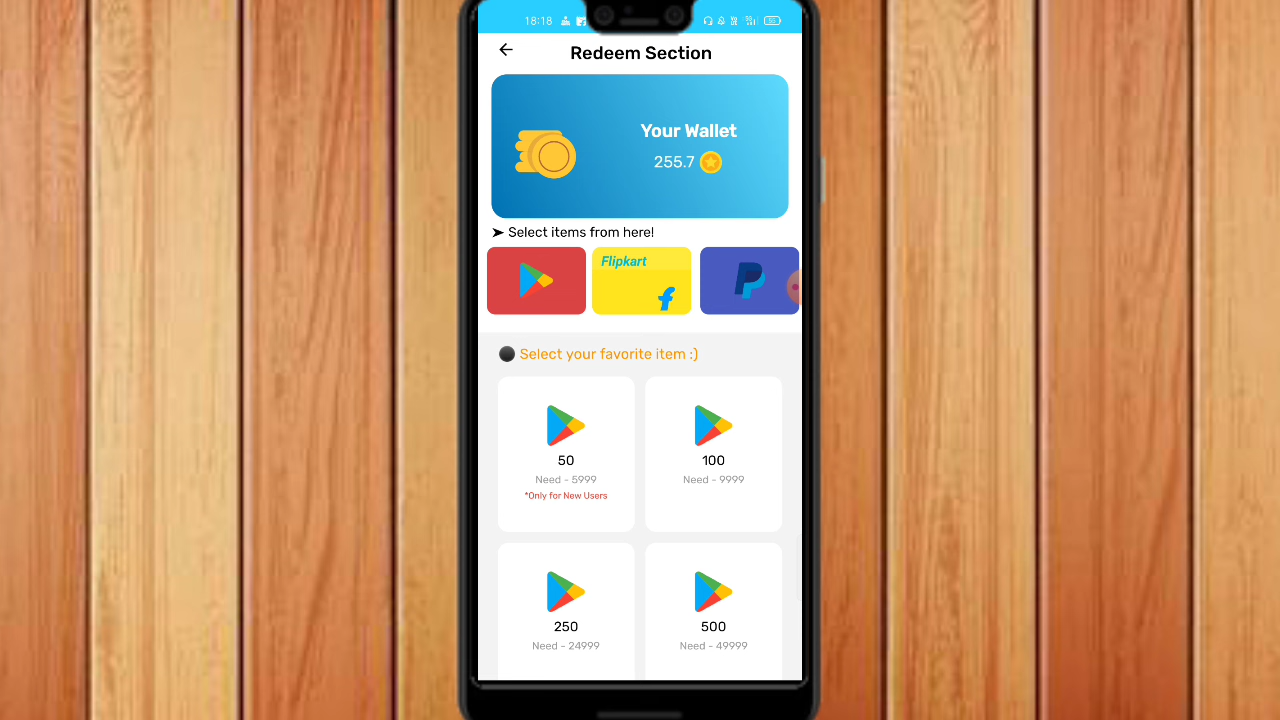 18:18
Redeem Section
Your Wallet
255.7
➤ Select items from here!
Flipkart
Select your favorite item :)
50
Need - 5999
*Only for New Users
100
Need - 9999
250
Need - 24999
500
Need - 49999